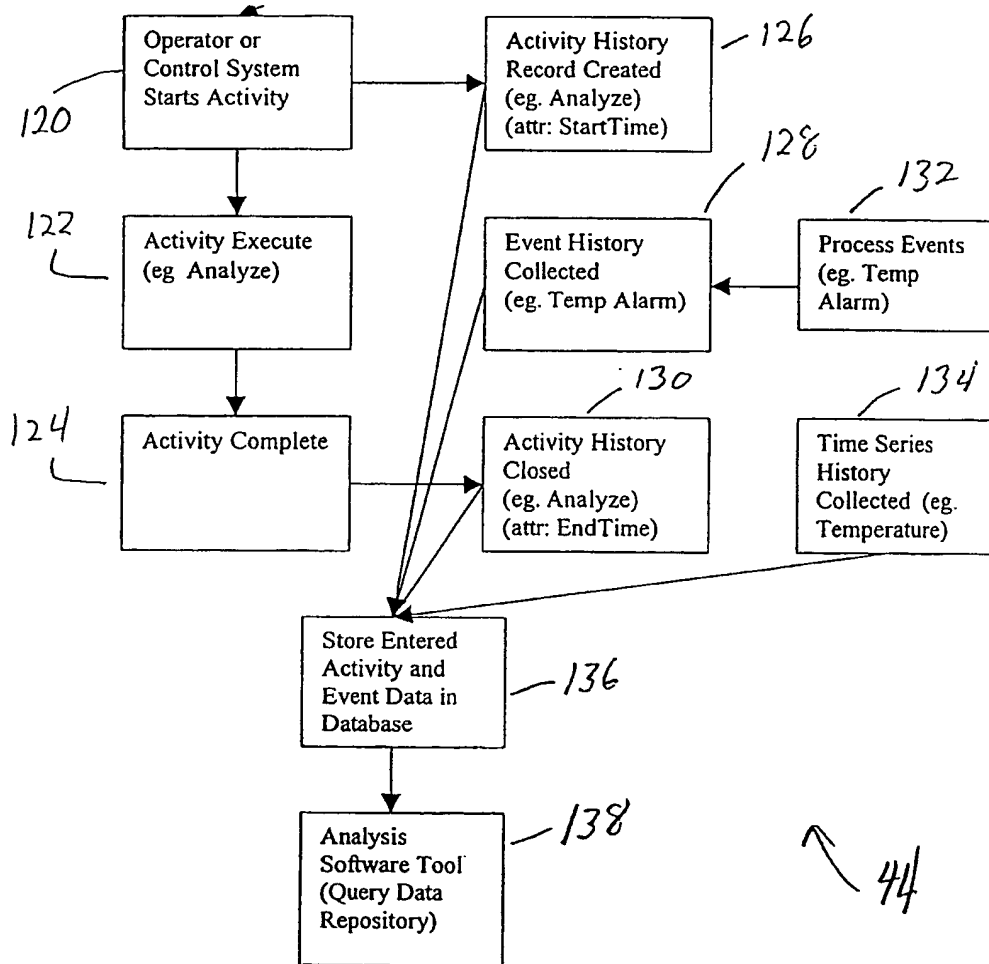 Operator or
Control System
Starts Activity
120
Activity History
Record Created
(eg. Analyze)
(attr: StartTime)
126
Activity Execute
(eg Analyze)
122
Event History
Collected
(eg. Temp Alarm)
128
Process Events
(eg. Temp
Alarm)
132
Activity Complete
124
Activity History
Closed
(eg. Analyze)
(attr: EndTime)
130
Time Series
History
Collected (eg.
Temperature)
134
Store Entered
Activity and
Event Data in
Database
136
Analysis
Software Tool
(Query Data
Repository)
138
44